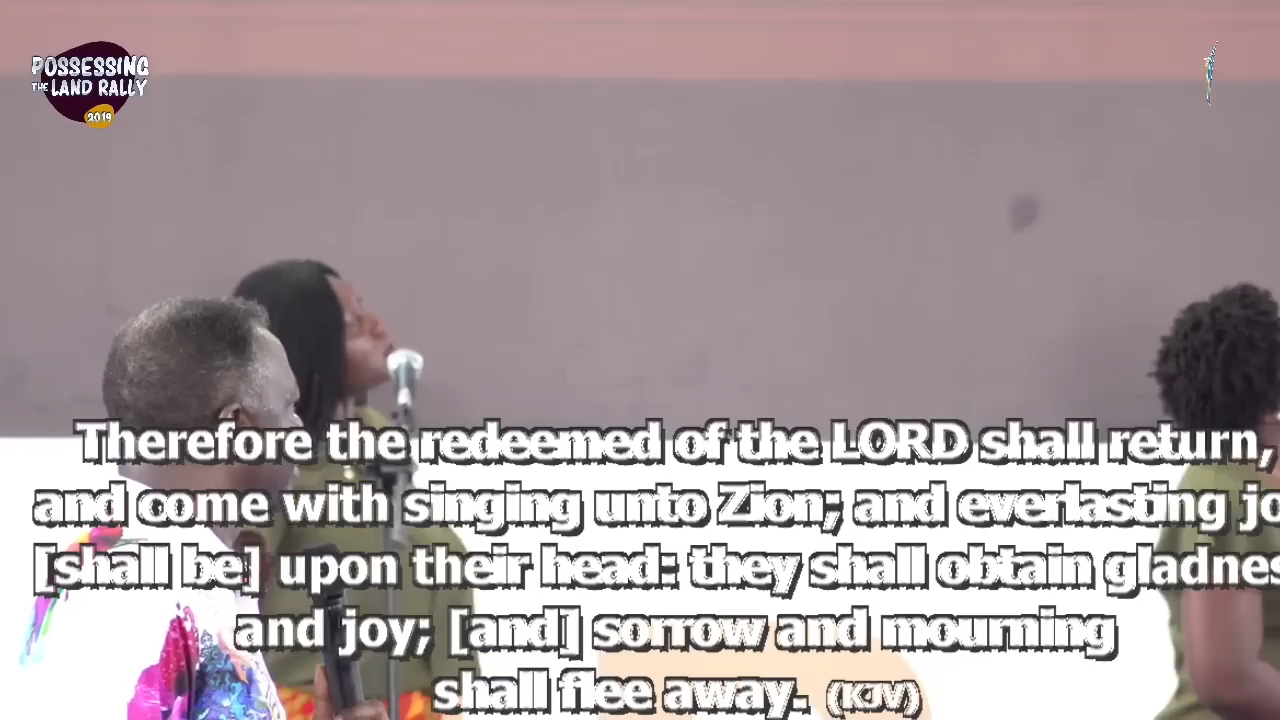 POSSESSING
THE LAND RALLY
2019
Therefore the redeemed of the LORD shall return,
and come with singing unto Zion; and everlasting jo
[shall be] upon their head: they shall obtain gladnes
and joy; [and] sorrow and mourning
shall flee away. (KJV)